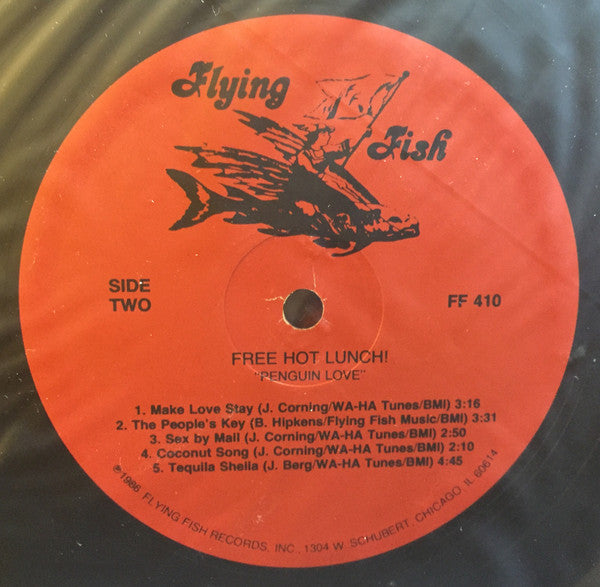 Flying
Fish
SIDE
TWO
FF 410
FREE HOT LUNCH!
"PENGUIN LOVE"
1. Make Love Stay (J. Corning/WA-HA Tunes/BMI) 3:16
2. The People's Key (B. Hipkens/Flying Fish Music/BMI) 3:31
3. Sex by Mail (J. Corning/WA-HA Tunes/BMI) 2:50
4. Coconut Song (J. Corning/WA-HA Tunes/BMI) 2:10
5. Tequila Shelia (J. Berg/WA-HA Tunes/BMI) 4:45
℗1986, FLYING FISH RECORDS, INC., 1304 W. SCHUBERT, CHICAGO, IL 60614